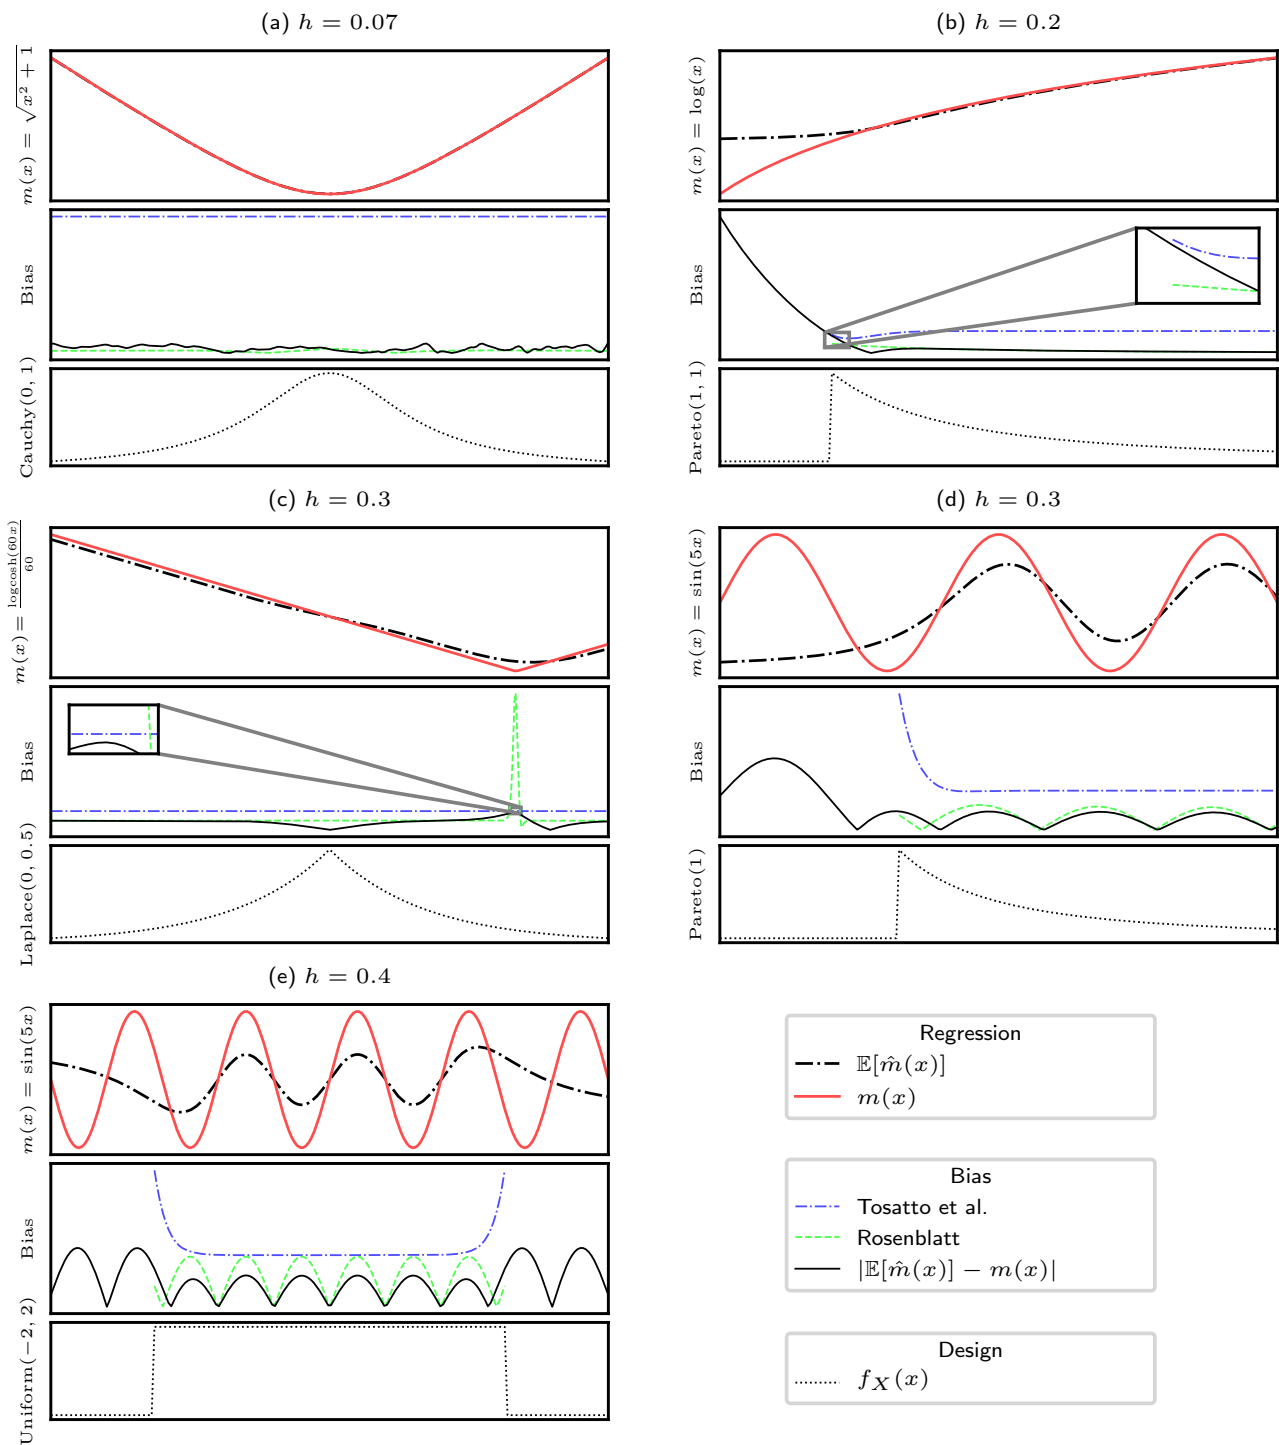 (a) h = 0.07
m(x) = √(x² + 1)
Bias
Cauchy(0, 1)
(b) h = 0.2
m(x) = log(x)
Bias
Pareto(1, 1)
(c) h = 0.3
m(x) = logcosh(60x)/60
Bias
Laplace(0, 0.5)
(d) h = 0.3
m(x) = sin(5x)
Bias
Pareto(1)
(e) h = 0.4
m(x) = sin(5x)
Bias
Uniform(−2, 2)
Regression
𝔼[m̂(x)]
m(x)
Bias
Tosatto et al.
Rosenblatt
|𝔼[m̂(x)] − m(x)|
Design
f_X(x)